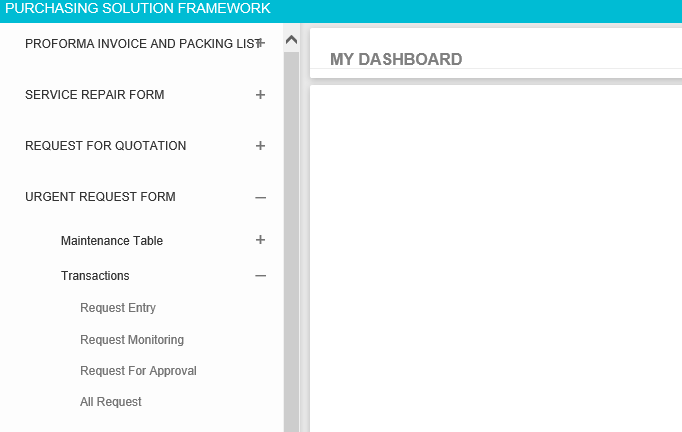 PURCHASING SOLUTION FRAMEWORK
PROFORMA INVOICE AND PACKING LIST
SERVICE REPAIR FORM
REQUEST FOR QUOTATION
URGENT REQUEST FORM
Maintenance Table
Transactions
Request Entry
Request Monitoring
Request For Approval
All Request
MY DASHBOARD